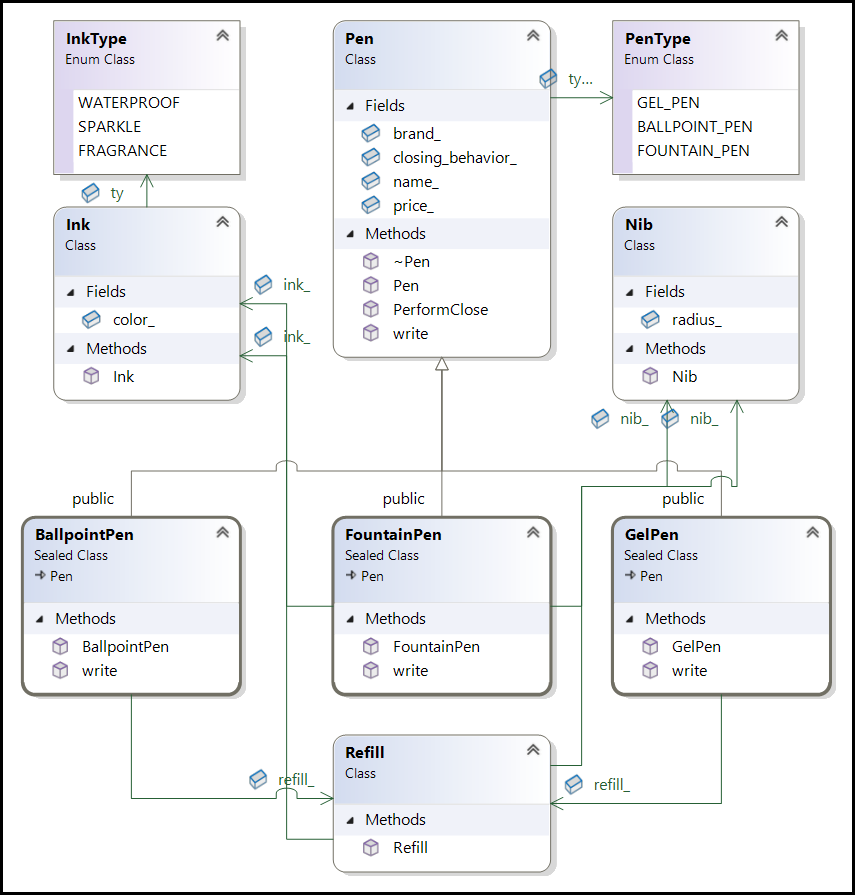 InkType
Enum Class
WATERPROOF
SPARKLE
FRAGRANCE
Pen
Class
Fields
brand_
closing_behavior_
name_
price_
Methods
~Pen
Pen
PerformClose
write
ty...
PenType
Enum Class
GEL_PEN
BALLPOINT_PEN
FOUNTAIN_PEN
ty
Ink
Class
Fields
color_
Methods
Ink
ink_
ink_
Nib
Class
Fields
radius_
Methods
Nib
nib_
nib_
public
public
public
BallpointPen
Sealed Class
Pen
Methods
BallpointPen
write
FountainPen
Sealed Class
Pen
Methods
FountainPen
write
GelPen
Sealed Class
Pen
Methods
GelPen
write
refill_
Refill
Class
Methods
Refill
refill_